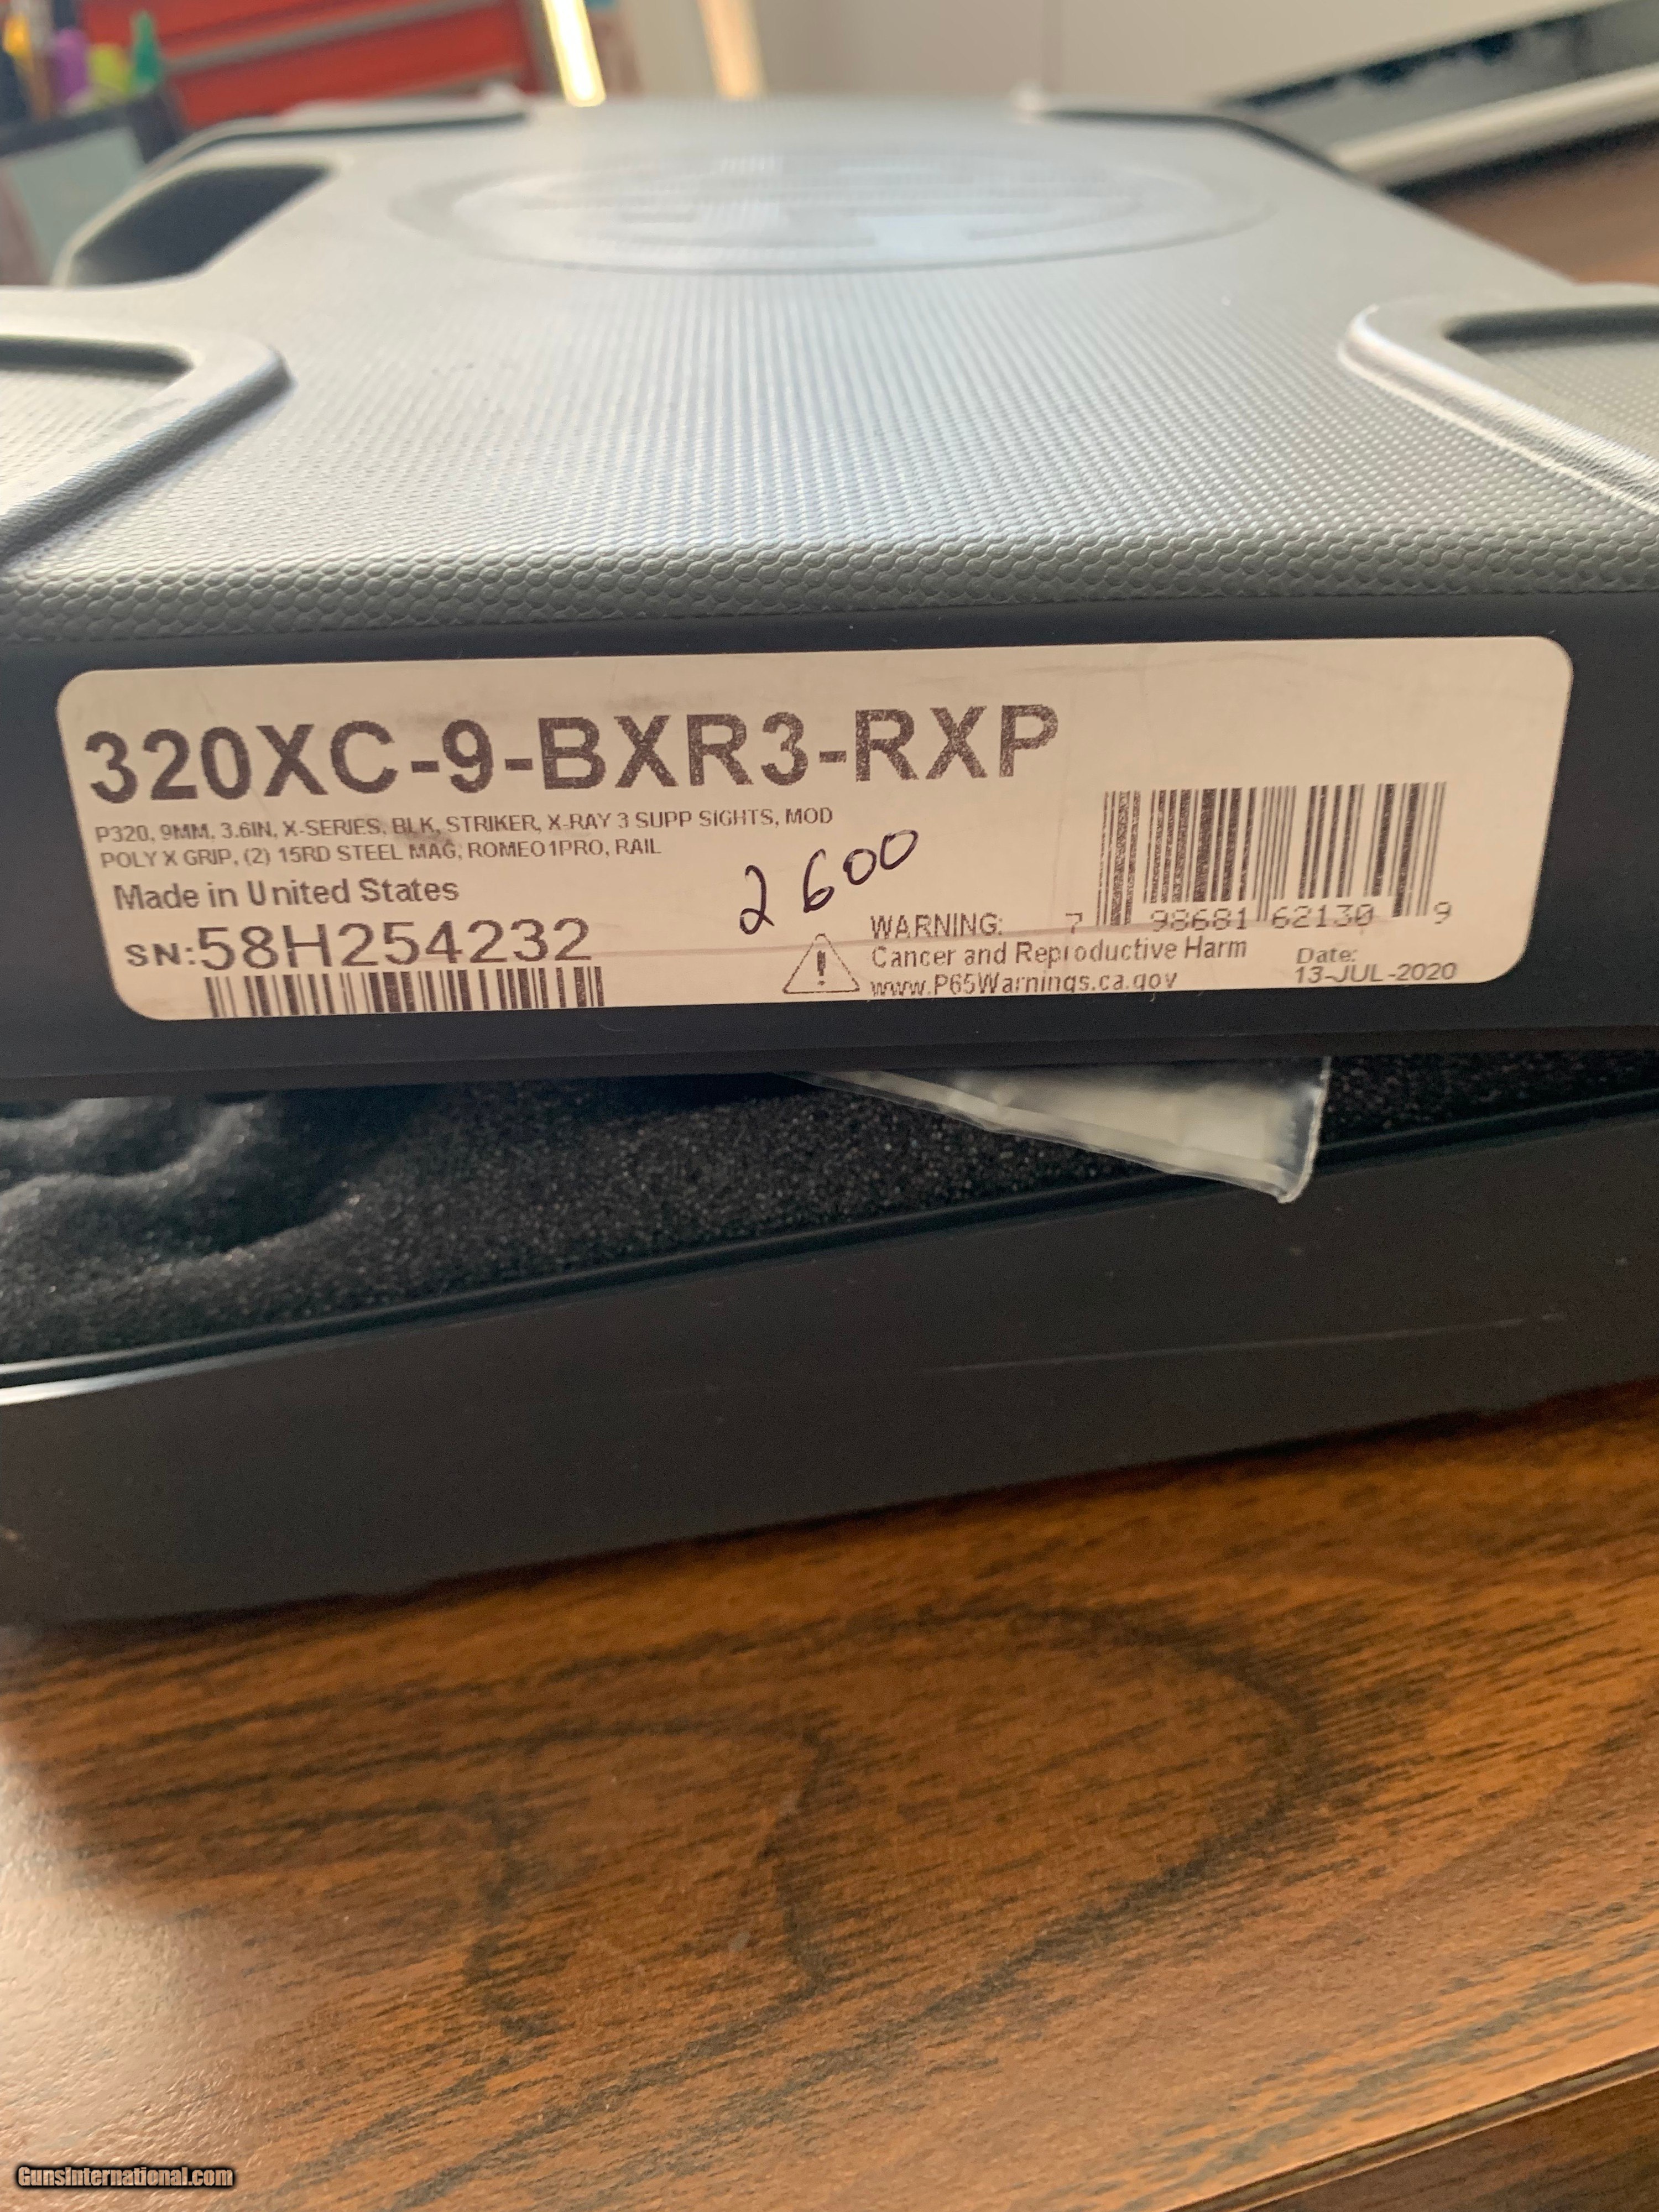 320XC-9-BXR3-RXP
P320, 9MM, 3.6IN, X-SERIES, BLK, STRIKER, X-RAY 3 SUPP SIGHTS, MOD
POLY X GRIP, (2) 15RD STEEL MAG, ROMEO1PRO, RAIL
Made in United States
2600
SN:58H254232
7 98681 62130 9
WARNING:
Cancer and Reproductive Harm
www.P65Warnings.ca.gov
Date:
13-JUL-2020
GunsInternational.com